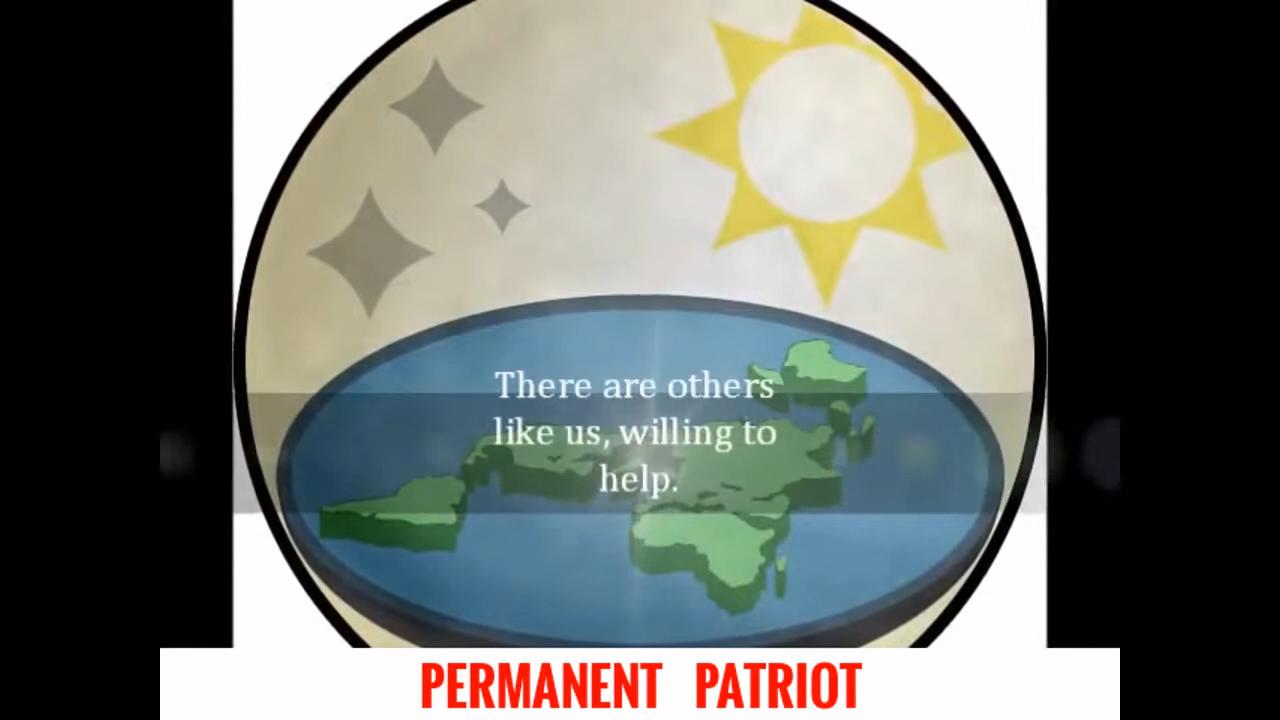 There are others
like us, willing to
help.
PERMANENT PATRIOT